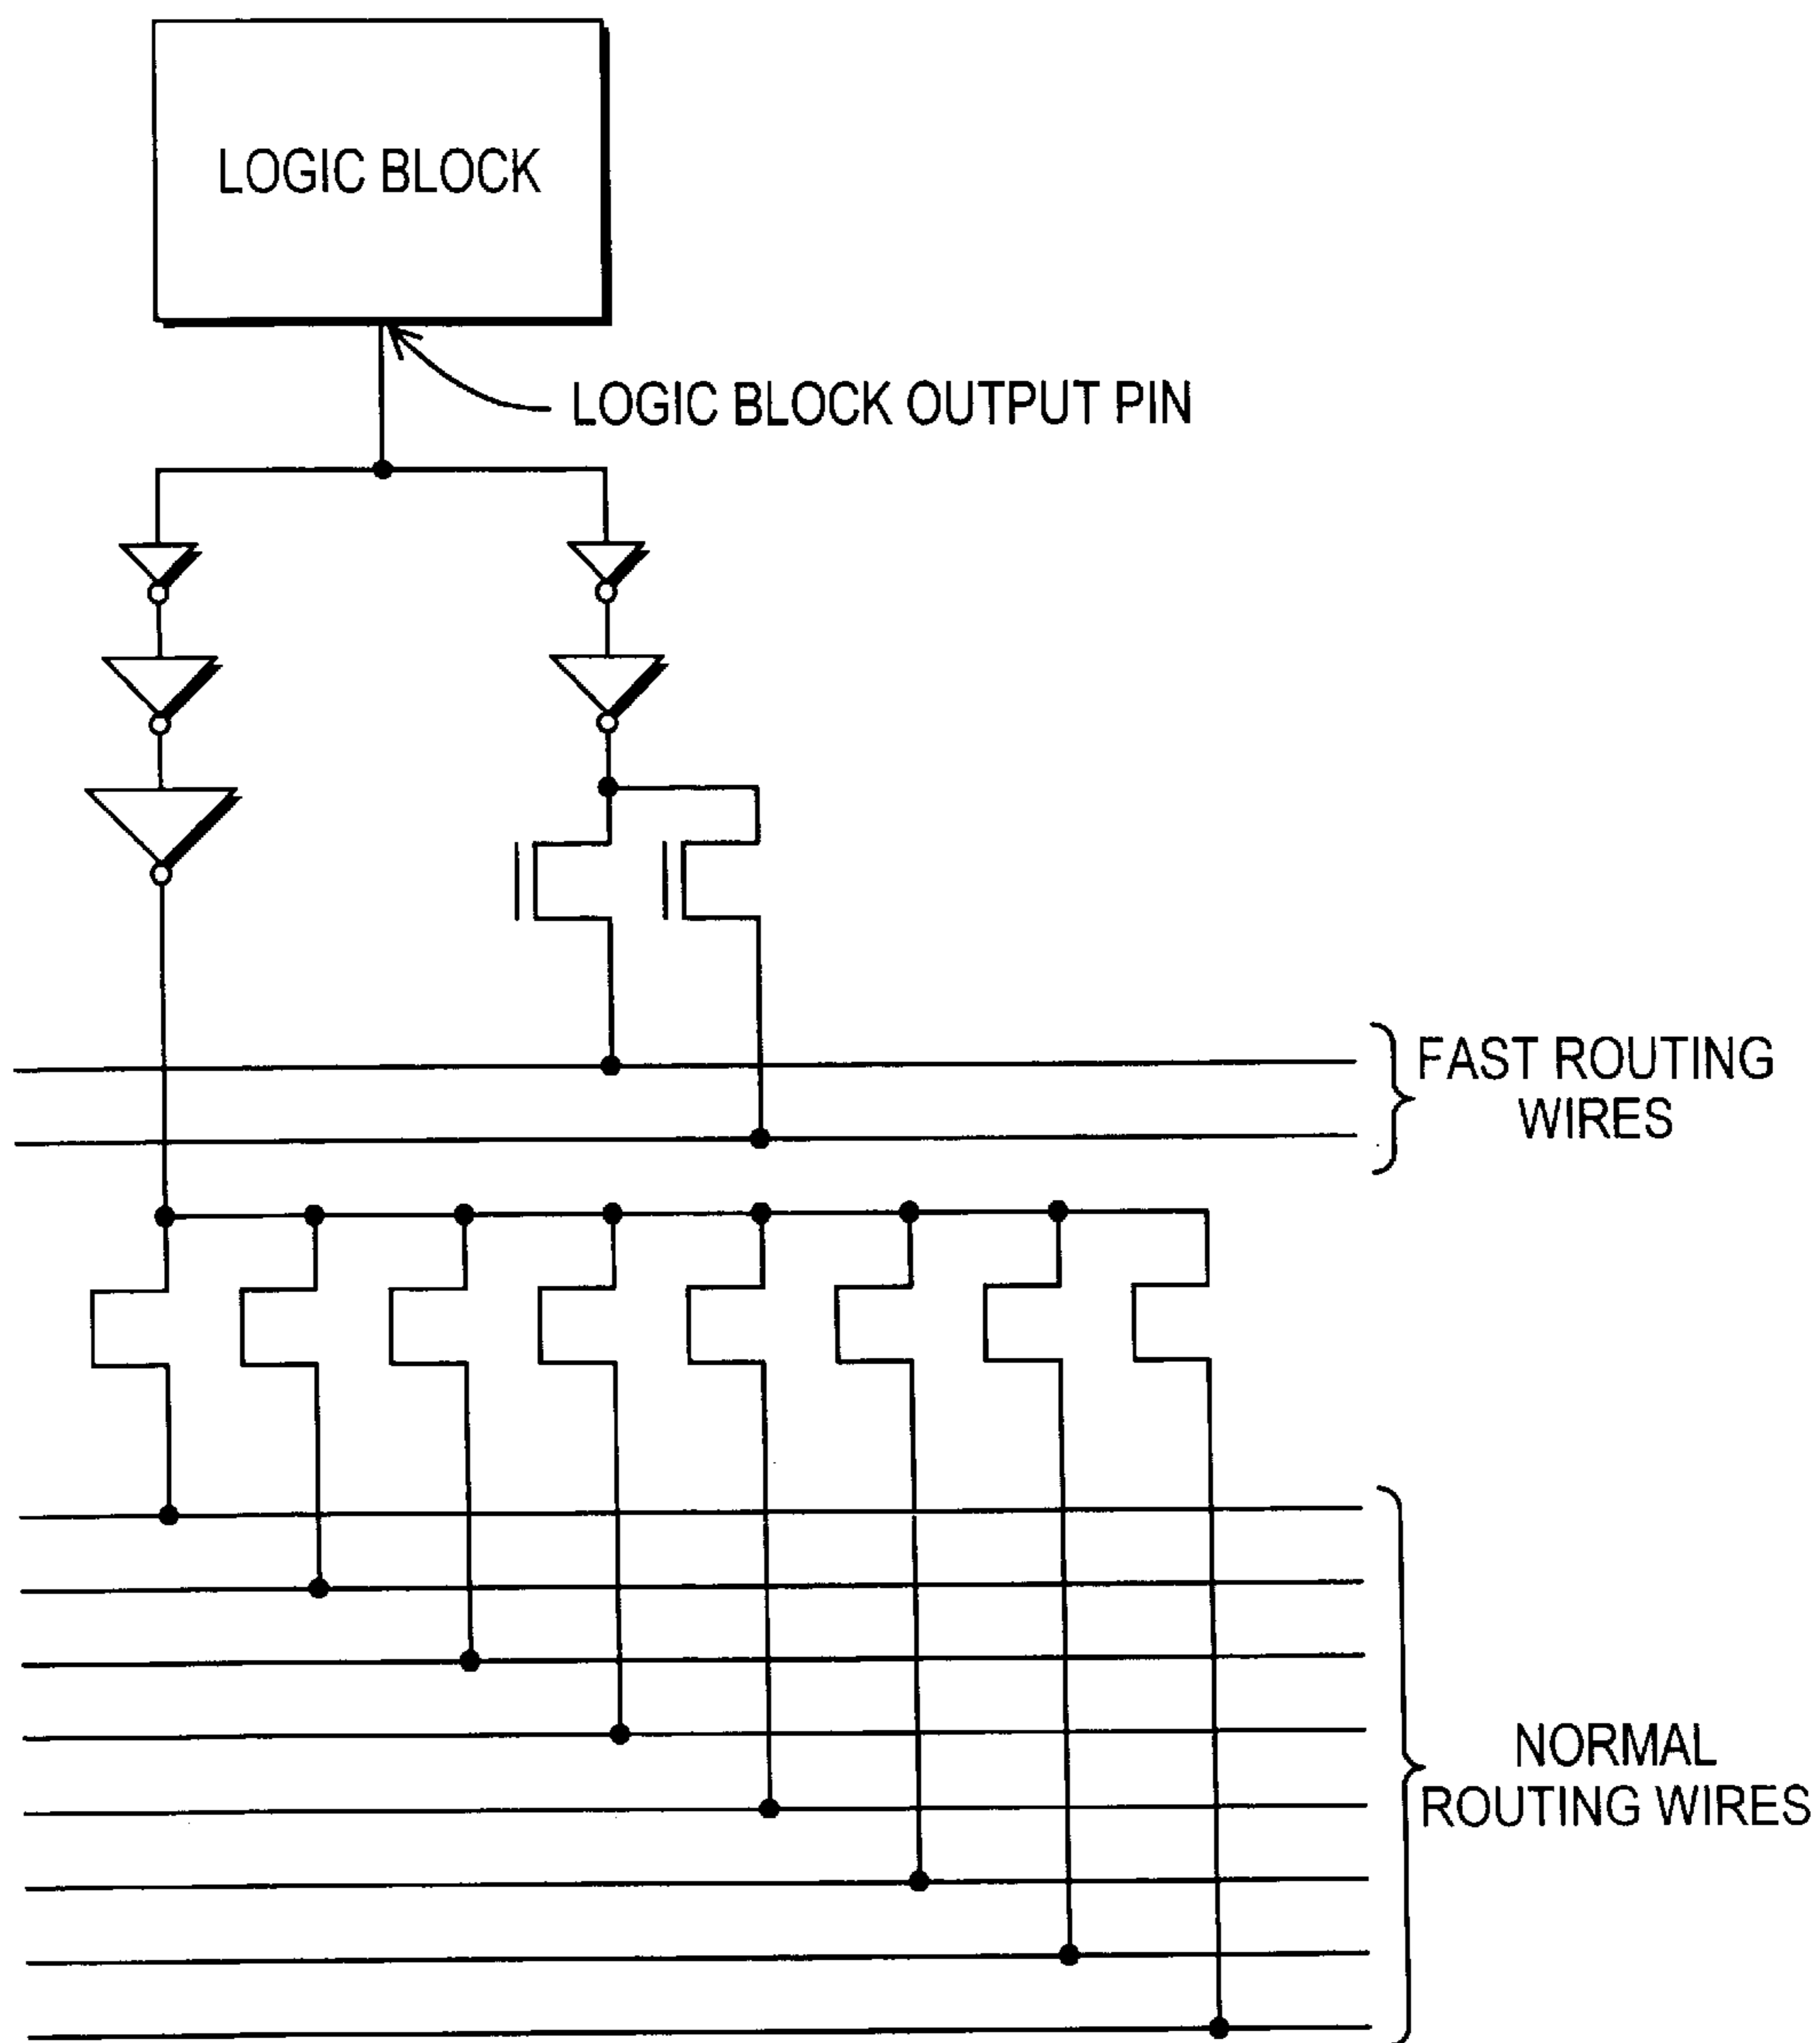 LOGIC BLOCK
LOGIC BLOCK OUTPUT PIN
FAST ROUTING
WIRES
NORMAL
ROUTING WIRES